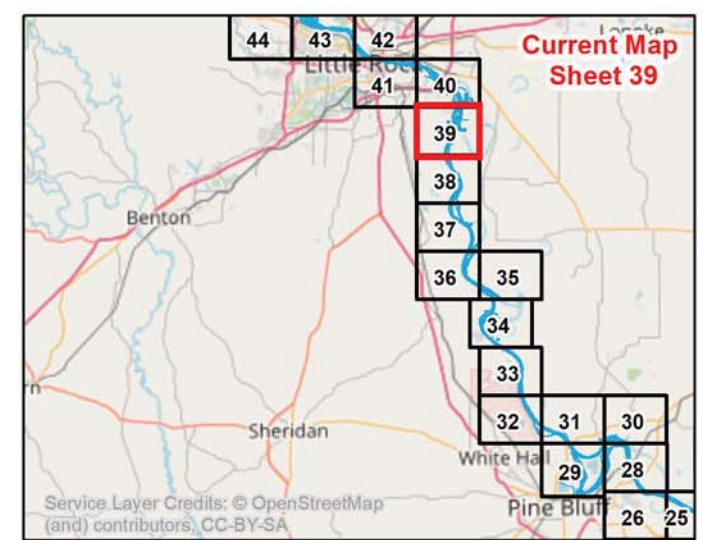 44 43 42 Lonoke
Current Map
Sheet 39
Little Rock
41 40
39
38
Benton
37
36 35
34
33
32 31 30
Sheridan
White Hall
29 28
Service Layer Credits: © OpenStreetMap
(and) contributors, CC-BY-SA
Pine Bluff
26 25